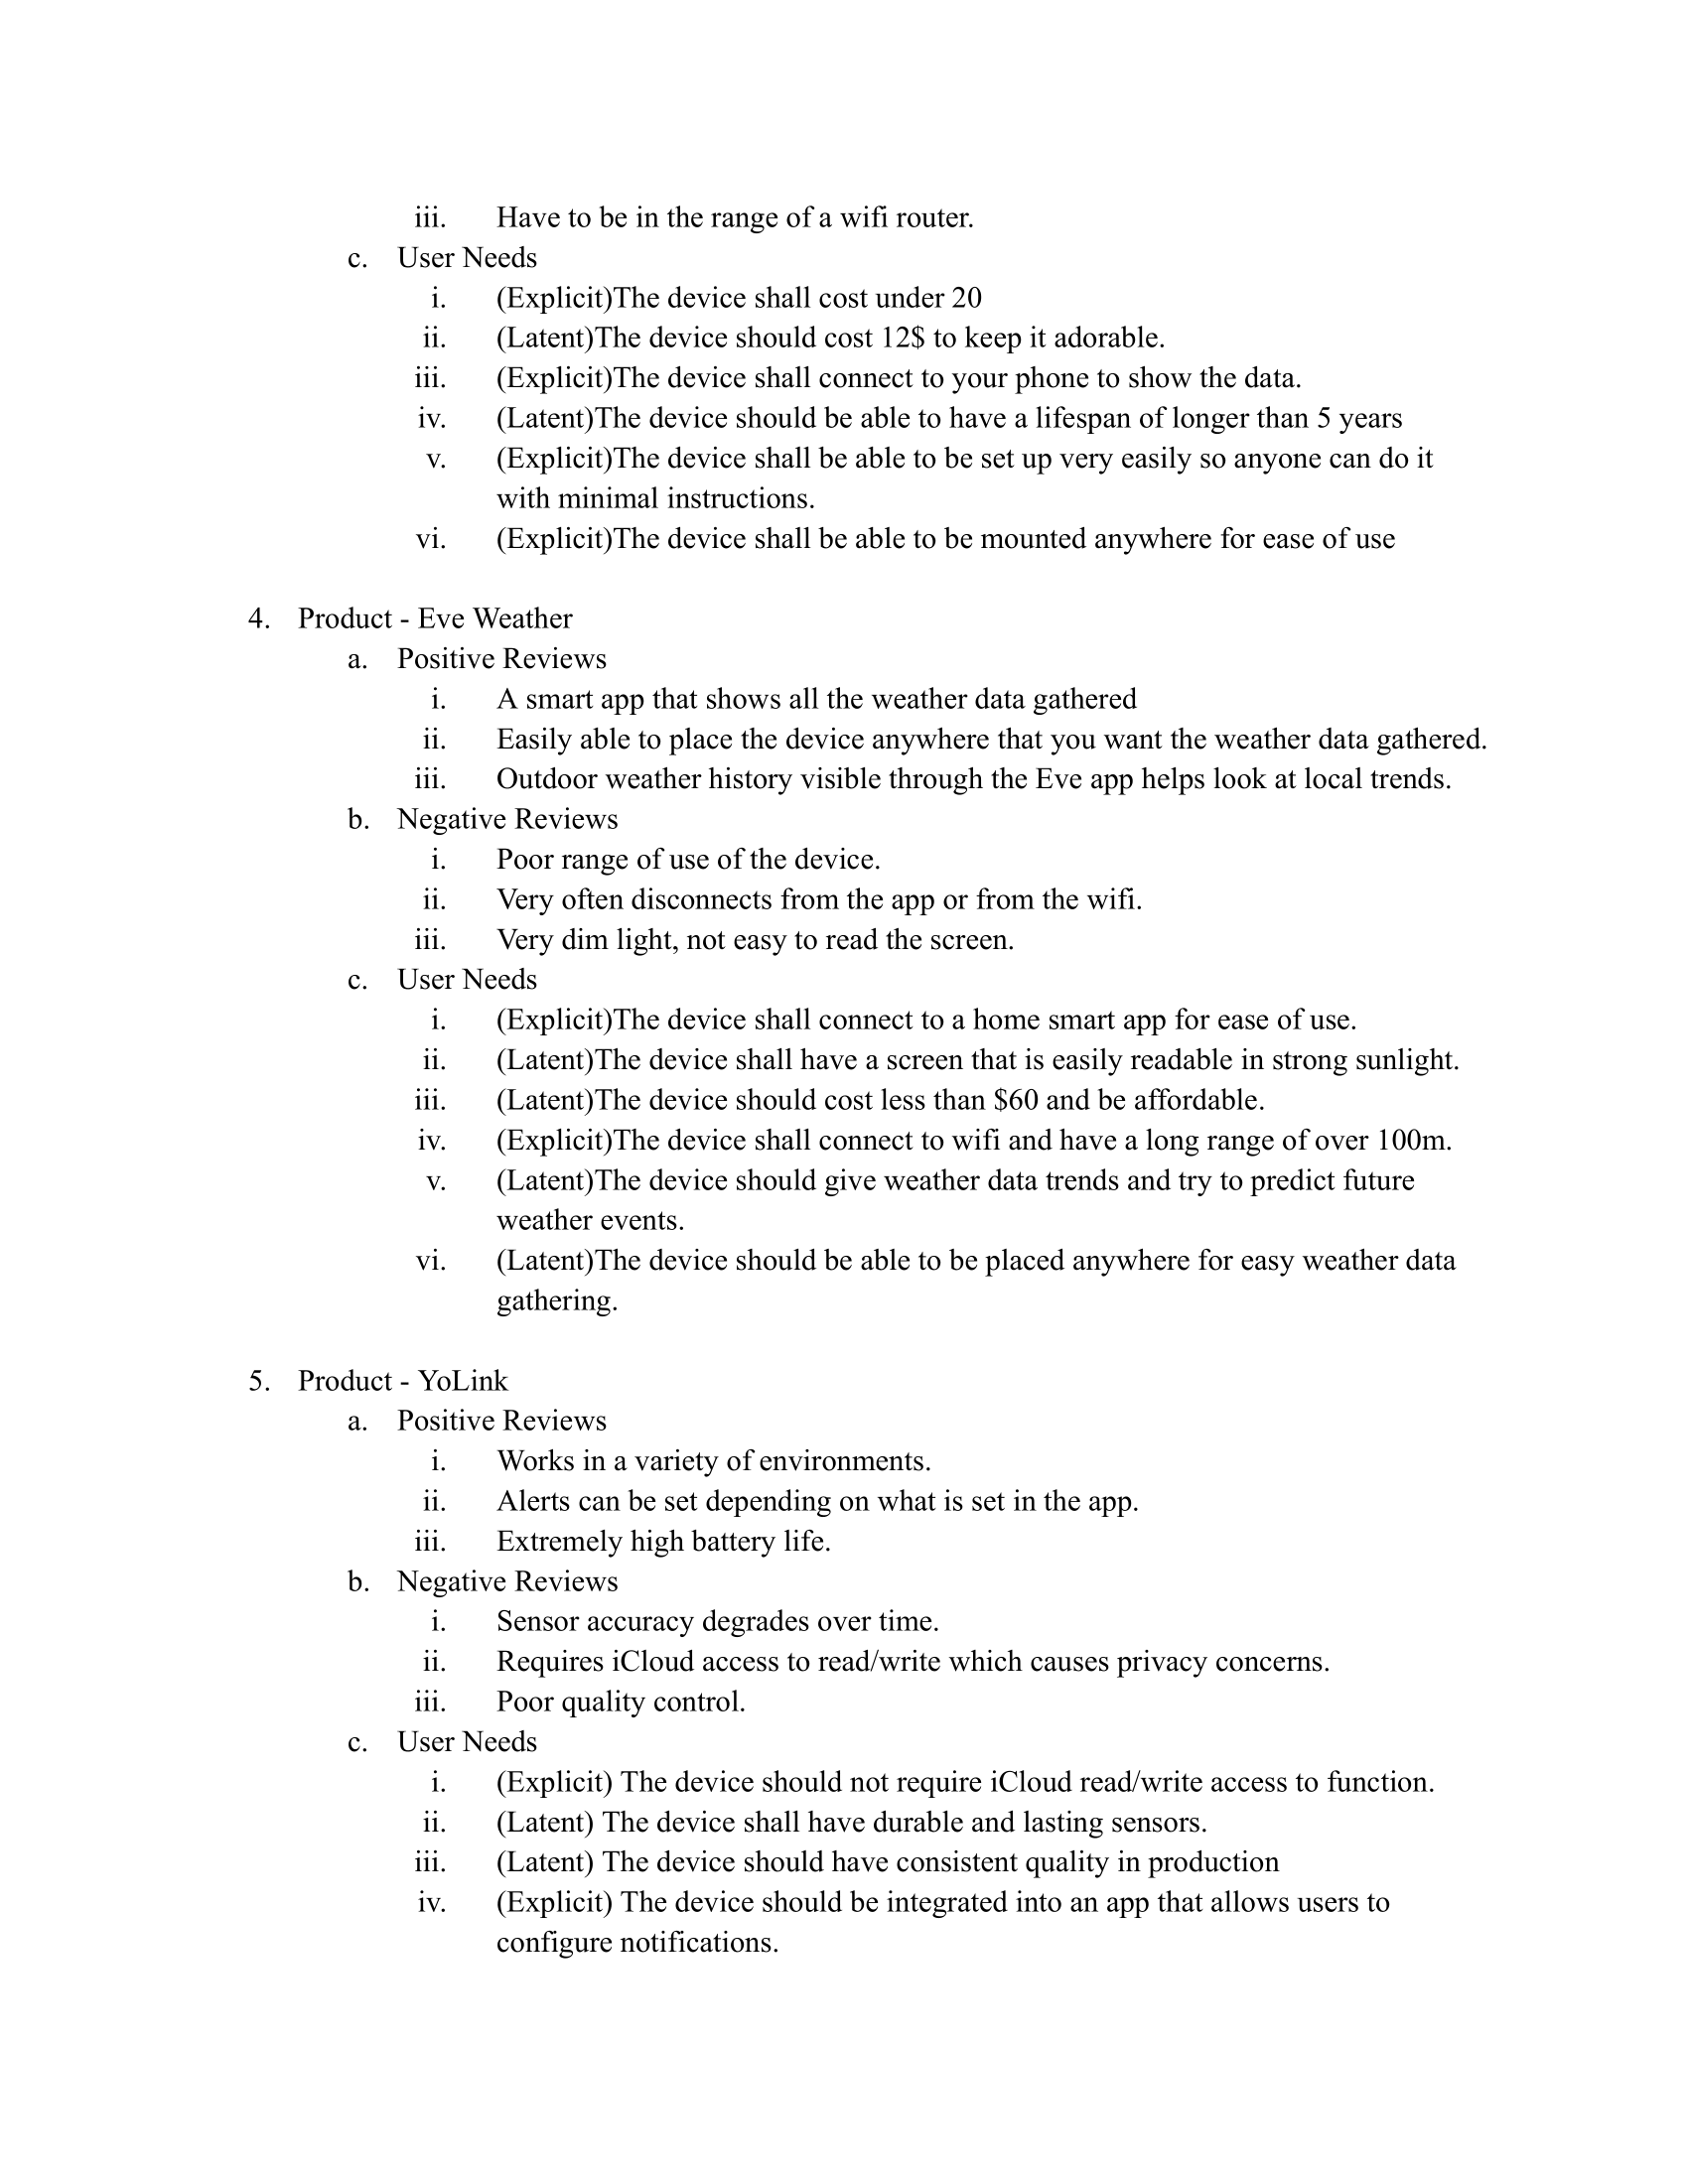 iii. Have to be in the range of a wifi router.
c. User Needs
i. (Explicit)The device shall cost under 20
ii. (Latent)The device should cost 12$ to keep it adorable.
iii. (Explicit)The device shall connect to your phone to show the data.
iv. (Latent)The device should be able to have a lifespan of longer than 5 years
v. (Explicit)The device shall be able to be set up very easily so anyone can do it
with minimal instructions.
vi. (Explicit)The device shall be able to be mounted anywhere for ease of use
4. Product - Eve Weather
a. Positive Reviews
i. A smart app that shows all the weather data gathered
ii. Easily able to place the device anywhere that you want the weather data gathered.
iii. Outdoor weather history visible through the Eve app helps look at local trends.
b. Negative Reviews
i. Poor range of use of the device.
ii. Very often disconnects from the app or from the wifi.
iii. Very dim light, not easy to read the screen.
c. User Needs
i. (Explicit)The device shall connect to a home smart app for ease of use.
ii. (Latent)The device shall have a screen that is easily readable in strong sunlight.
iii. (Latent)The device should cost less than $60 and be affordable.
iv. (Explicit)The device shall connect to wifi and have a long range of over 100m.
v. (Latent)The device should give weather data trends and try to predict future
weather events.
vi. (Latent)The device should be able to be placed anywhere for easy weather data
gathering.
5. Product - YoLink
a. Positive Reviews
i. Works in a variety of environments.
ii. Alerts can be set depending on what is set in the app.
iii. Extremely high battery life.
b. Negative Reviews
i. Sensor accuracy degrades over time.
ii. Requires iCloud access to read/write which causes privacy concerns.
iii. Poor quality control.
c. User Needs
i. (Explicit) The device should not require iCloud read/write access to function.
ii. (Latent) The device shall have durable and lasting sensors.
iii. (Latent) The device should have consistent quality in production
iv. (Explicit) The device should be integrated into an app that allows users to
configure notifications.